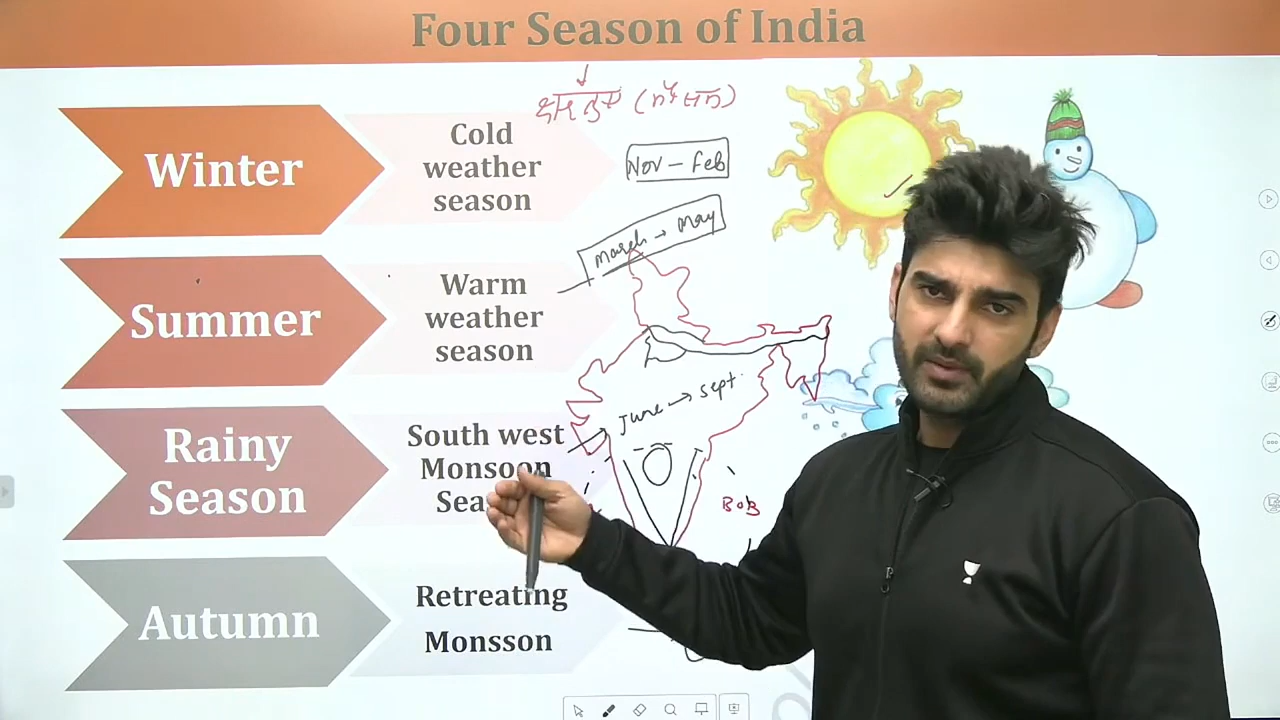 Four Season of India
(मौसम)
Winter
Cold
weather
season
Nov - Feb
march → may
Summer
Warm
weather
season
June → Sept.
Rainy
Season
South west
Monsoon
Sea
BOB
Autumn
Retreating
Monsson